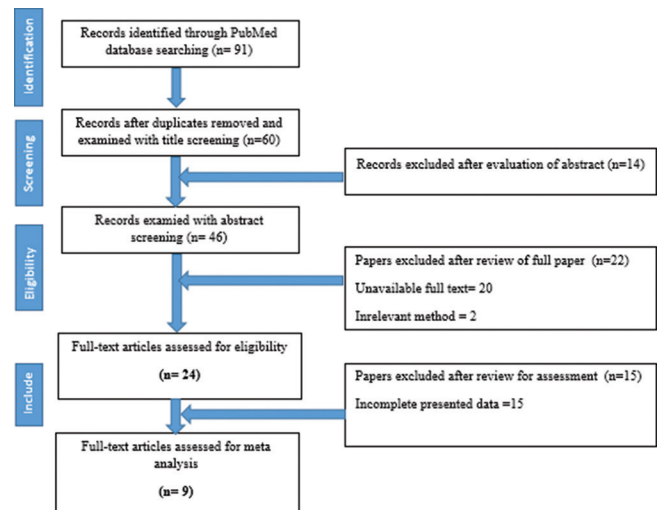 Identification
Records identified through PubMed
database searching (n= 91)
Records after duplicates removed and
examined with title screening (n=60)
Screening
Records excluded after evaluation of abstract (n=14)
Records examied with abstract
screening (n= 46)
Eligibility
Papers excluded after review of full paper (n=22)
Unavailable full text= 20
Inrelevant method = 2
Full-text articles assessed for eligibility
(n= 24)
Include
Papers excluded after review for assessment (n=15)
Incomplete presented data =15
Full-text articles assessed for meta
analysis
(n= 9)